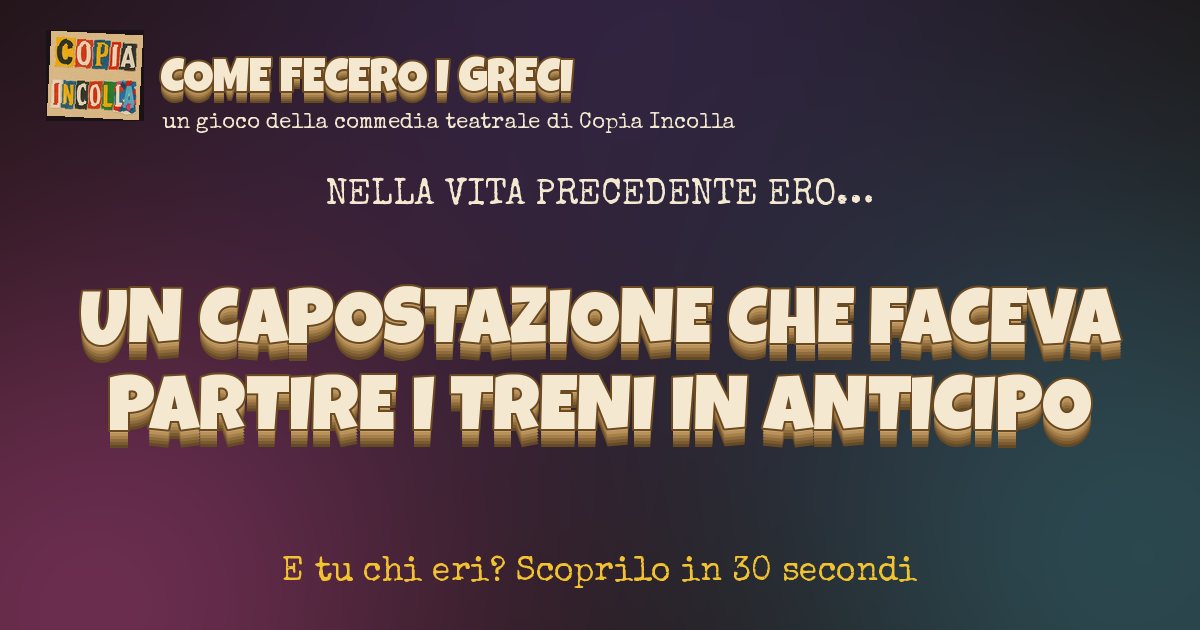 COPIA
INCOLLA
COME FECERO I GRECI
un gioco della commedia teatrale di Copia Incolla
NELLA VITA PRECEDENTE ERO...
UN CAPOSTAZIONE CHE FACEVA
PARTIRE I TRENI IN ANTICIPO
E tu chi eri? Scoprilo in 30 secondi